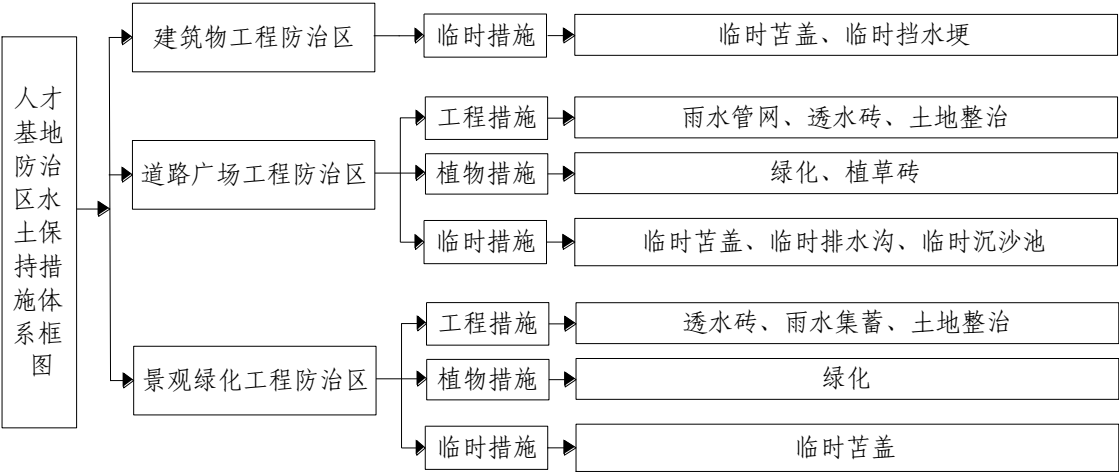 人才
基地
防治
区水
土保
持措
施体
系框
图
建筑物工程防治区
临时措施
临时苫盖、临时挡水埂
道路广场工程防治区
工程措施
雨水管网、透水砖、土地整治
植物措施
绿化、植草砖
临时措施
临时苫盖、临时排水沟、临时沉沙池
景观绿化工程防治区
工程措施
透水砖、雨水集蓄、土地整治
植物措施
绿化
临时措施
临时苫盖